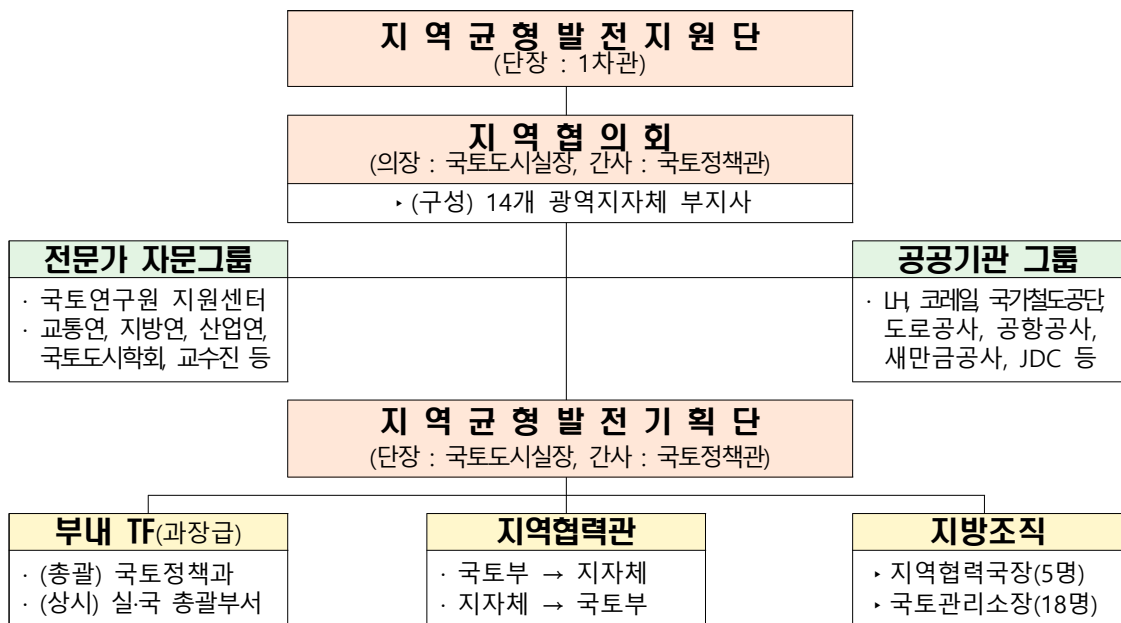 지역균형발전지원단
(단장 : 1차관)
지역협의회
(의장 : 국토도시실장, 간사 : 국토정책관)
‣ (구성) 14개 광역지자체 부지사
전문가 자문그룹
· 국토연구원 지원센터
· 교통연, 지방연, 산업연,
국토도시학회, 교수진 등
공공기관 그룹
· LH, 코레일, 국가철도공단,
도로공사, 공항공사,
새만금공사, JDC 등
지역균형발전기획단
(단장 : 국토도시실장, 간사 : 국토정책관)
부내 TF(과장급)
· (총괄) 국토정책과
· (상시) 실·국 총괄부서
지역협력관
· 국토부 → 지자체
· 지자체 → 국토부
지방조직
‣ 지역협력국장(5명)
‣ 국토관리소장(18명)